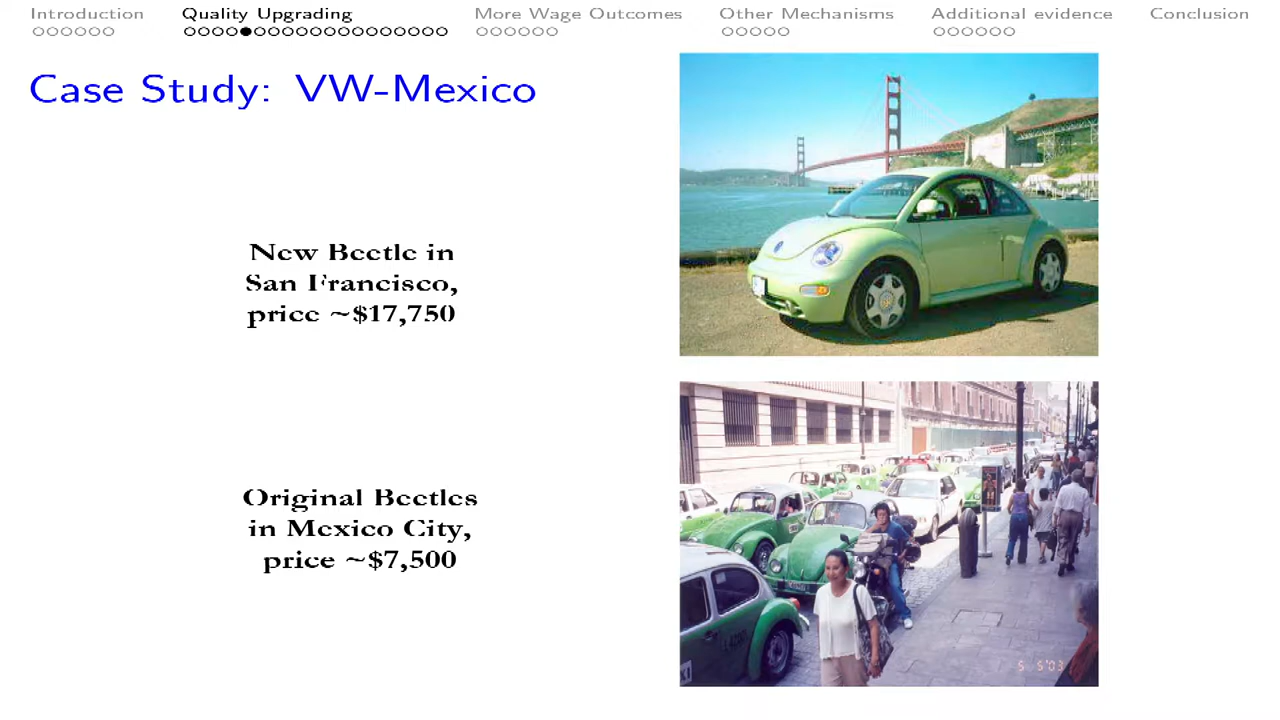 Introduction
Quality Upgrading
More Wage Outcomes
Other Mechanisms
Additional evidence
Conclusion
Case Study: VW-Mexico
New Beetle in
San Francisco,
price ~$17,750
Original Beetles
in Mexico City,
price ~$7,500
5 5'03